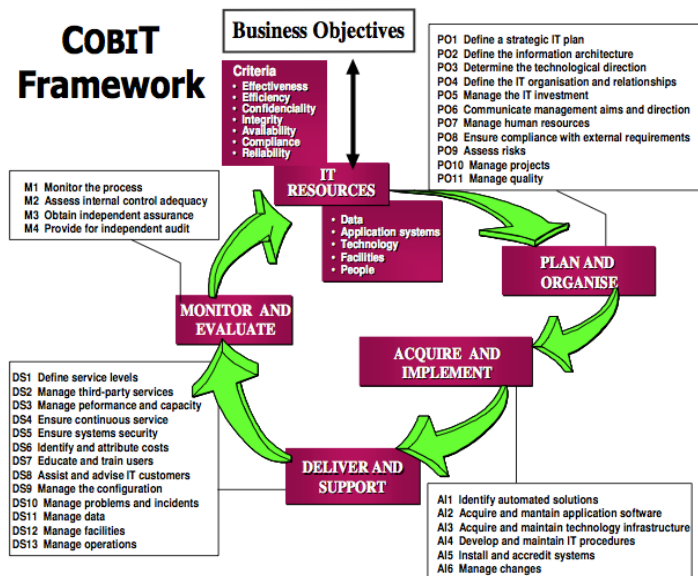 COBIT
Framework
Business Objectives
Criteria
• Effectiveness
• Efficiency
• Confidenciality
• Integrity
• Availability
• Compliance
• Reliability
IT
RESOURCES
• Data
• Application systems
• Technology
• Facilities
• People
PO1 Define a strategic IT plan
PO2 Define the information architecture
PO3 Determine the technological direction
PO4 Define the IT organisation and relationships
PO5 Manage the IT investment
PO6 Communicate management aims and direction
PO7 Manage human resources
PO8 Ensure compliance with external requirements
PO9 Assess risks
PO10 Manage projects
PO11 Manage quality
PLAN AND
ORGANISE
ACQUIRE AND
IMPLEMENT
AI1 Identify automated solutions
AI2 Acquire and mantain application software
AI3 Acquire and maintain technology infrastructure
AI4 Develop and maintain IT procedures
AI5 Install and accredit systems
AI6 Manage changes
DELIVER AND
SUPPORT
DS1 Define service levels
DS2 Manage third-party services
DS3 Manage peformance and capacity
DS4 Ensure continuous service
DS5 Ensure systems security
DS6 Identify and attribute costs
DS7 Educate and train users
DS8 Assist and advise IT customers
DS9 Manage the configuration
DS10 Manage problems and incidents
DS11 Manage data
DS12 Manage facilities
DS13 Manage operations
MONITOR AND
EVALUATE
M1 Monitor the process
M2 Assess internal control adequacy
M3 Obtain independent assurance
M4 Provide for independent audit